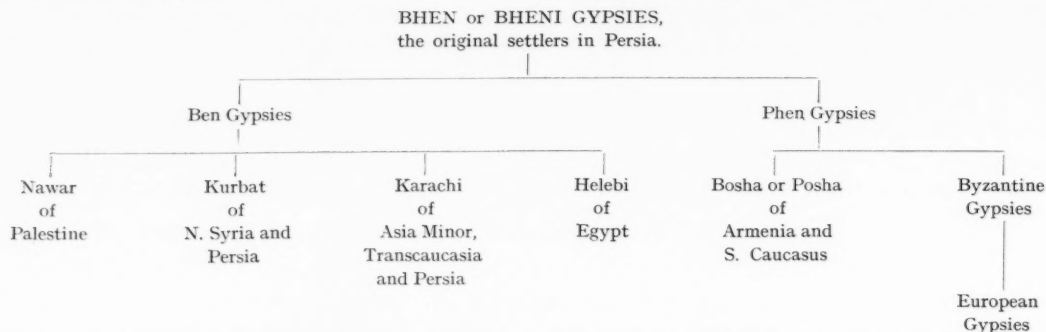 BHEN or BHENI GYPSIES,
the original settlers in Persia.
Ben Gypsies
Phen Gypsies
Nawar
of
Palestine
Kurbat
of
N. Syria and
Persia
Karachi
of
Asia Minor,
Transcaucasia
and Persia
Helebi
of
Egypt
Bosha or Posha
of
Armenia and
S. Caucasus
Byzantine
Gypsies
European
Gypsies